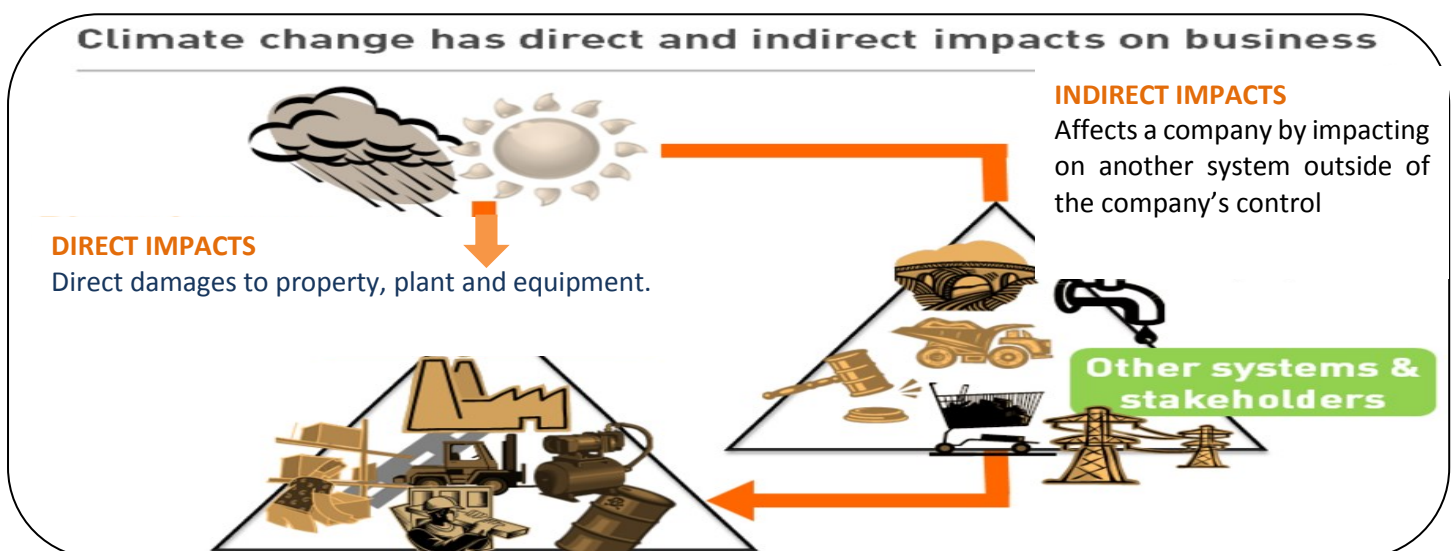 Climate change has direct and indirect impacts on business
INDIRECT IMPACTS
Affects a company by impacting
on another system outside of
the company’s control
DIRECT IMPACTS
Direct damages to property, plant and equipment.
Other systems &
stakeholders